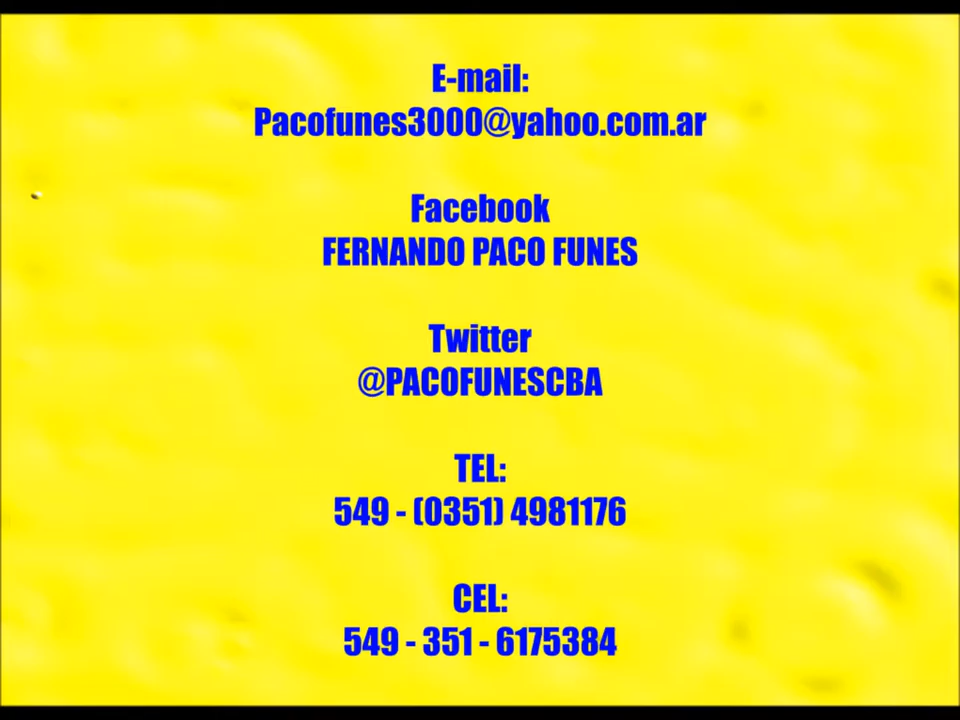 E-mail:
Pacofunes3000@yahoo.com.ar
Facebook
FERNANDO PACO FUNES
Twitter
@PACOFUNESCBA
TEL:
549 - (0351) 4981176
CEL:
549 - 351 - 6175384